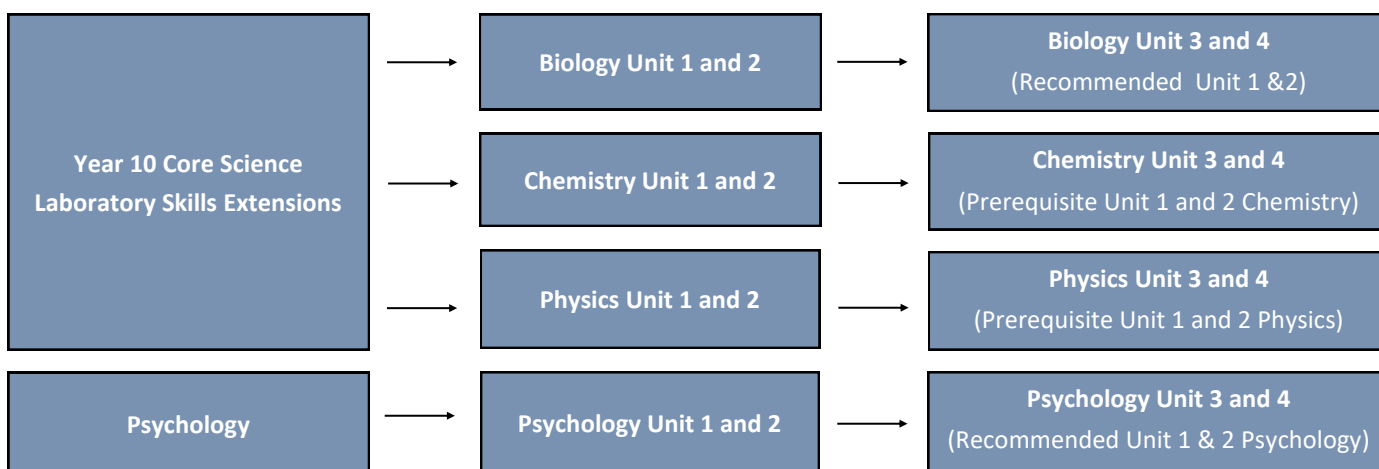 Year 10 Core Science
Laboratory Skills Extensions
Biology Unit 1 and 2
Biology Unit 3 and 4
(Recommended Unit 1 &2)
Chemistry Unit 1 and 2
Chemistry Unit 3 and 4
(Prerequisite Unit 1 and 2 Chemistry)
Physics Unit 1 and 2
Physics Unit 3 and 4
(Prerequisite Unit 1 and 2 Physics)
Psychology
Psychology Unit 1 and 2
Psychology Unit 3 and 4
(Recommended Unit 1 & 2 Psychology)